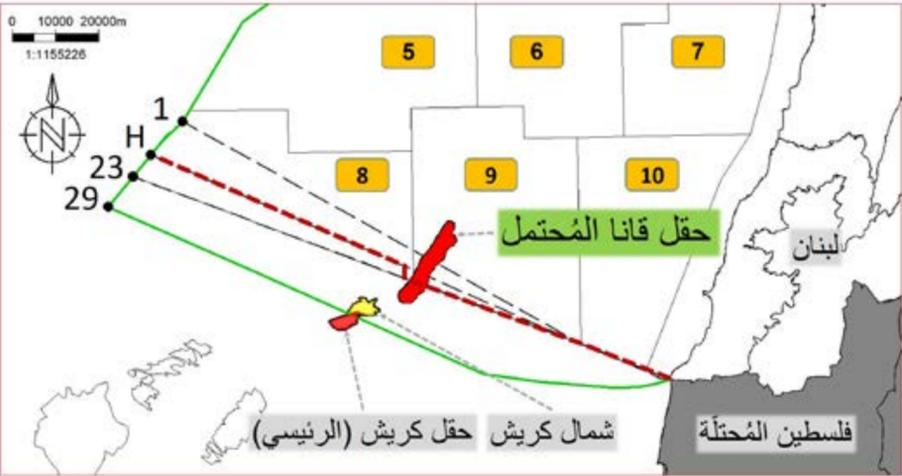 0 10000 20000m
1:1155226
N
5
6
7
1
H
23
29
8
9
10
حقل قانا المُحتمل
لبنان
حقل كريش (الرئيسي)
شمال كريش
فلسطين المُحتلّة